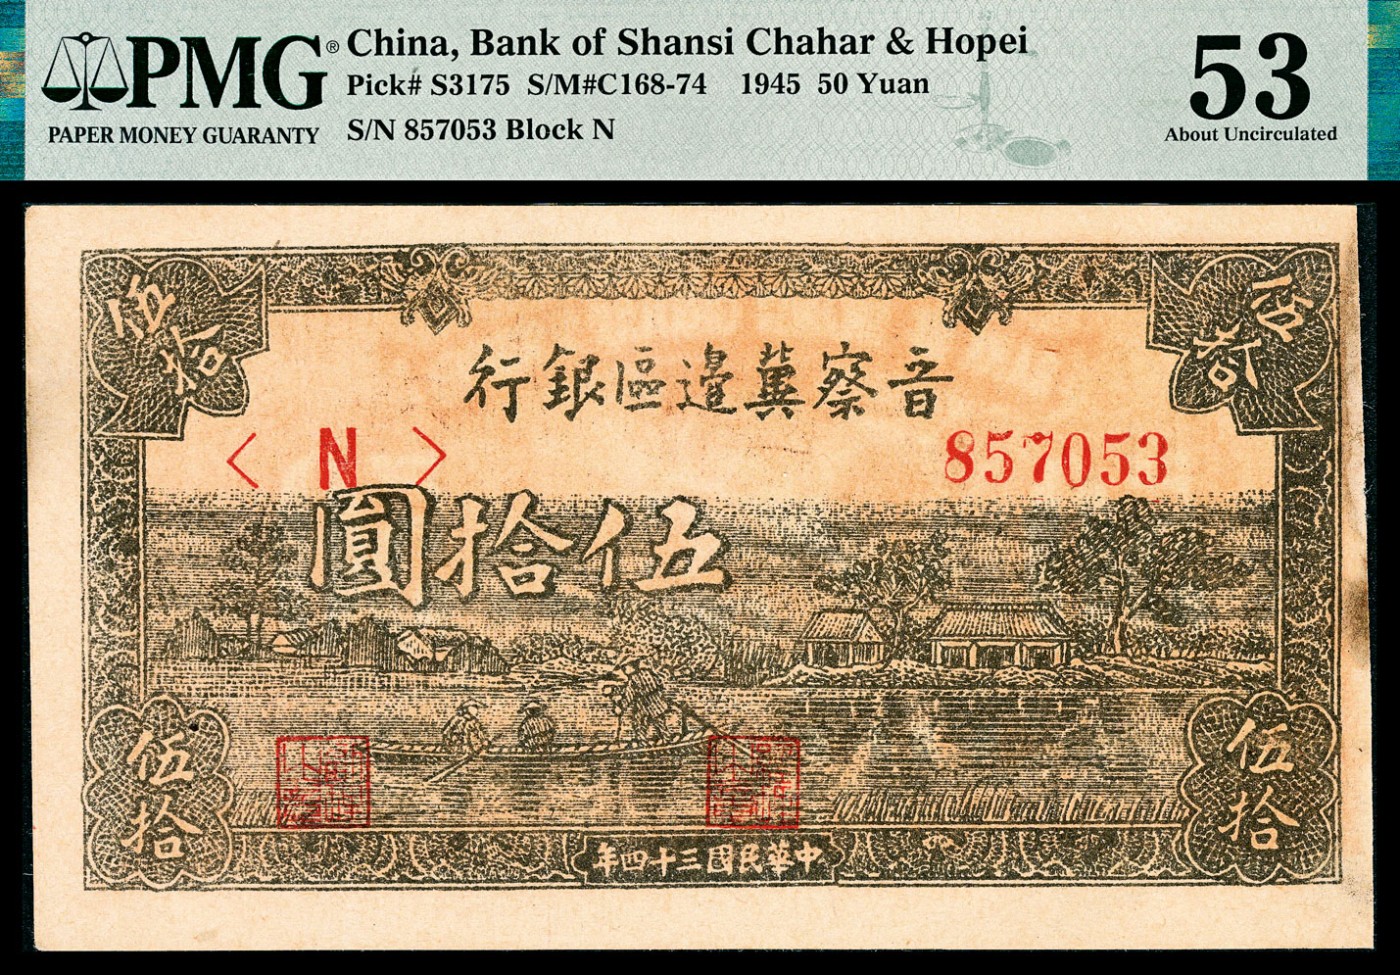 PMG®
PAPER MONEY GUARANTY
China, Bank of Shansi Chahar & Hopei
Pick# S3175 S/M#C168-74 1945 50 Yuan
S/N 857053 Block N
53
About Uncirculated
伍拾
伍拾
晉察冀邊區銀行
< N >
857053
伍拾圓
伍拾
伍拾
中華民國三十四年